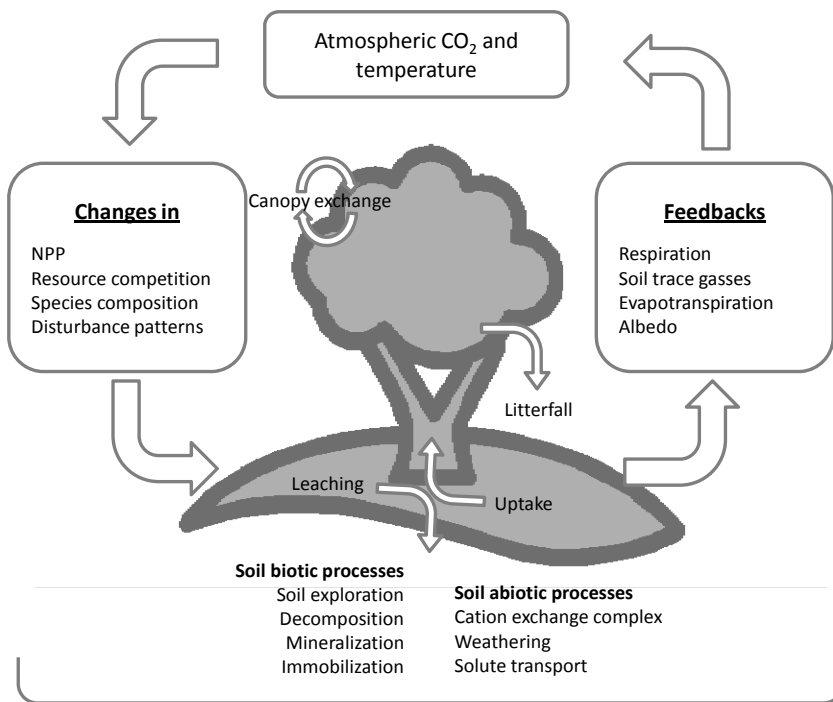 Atmospheric CO₂ and
temperature
Changes in
NPP
Resource competition
Species composition
Disturbance patterns
Canopy exchange
Feedbacks
Respiration
Soil trace gasses
Evapotranspiration
Albedo
Litterfall
Leaching
Uptake
Soil biotic processes
Soil exploration
Decomposition
Mineralization
Immobilization
Soil abiotic processes
Cation exchange complex
Weathering
Solute transport